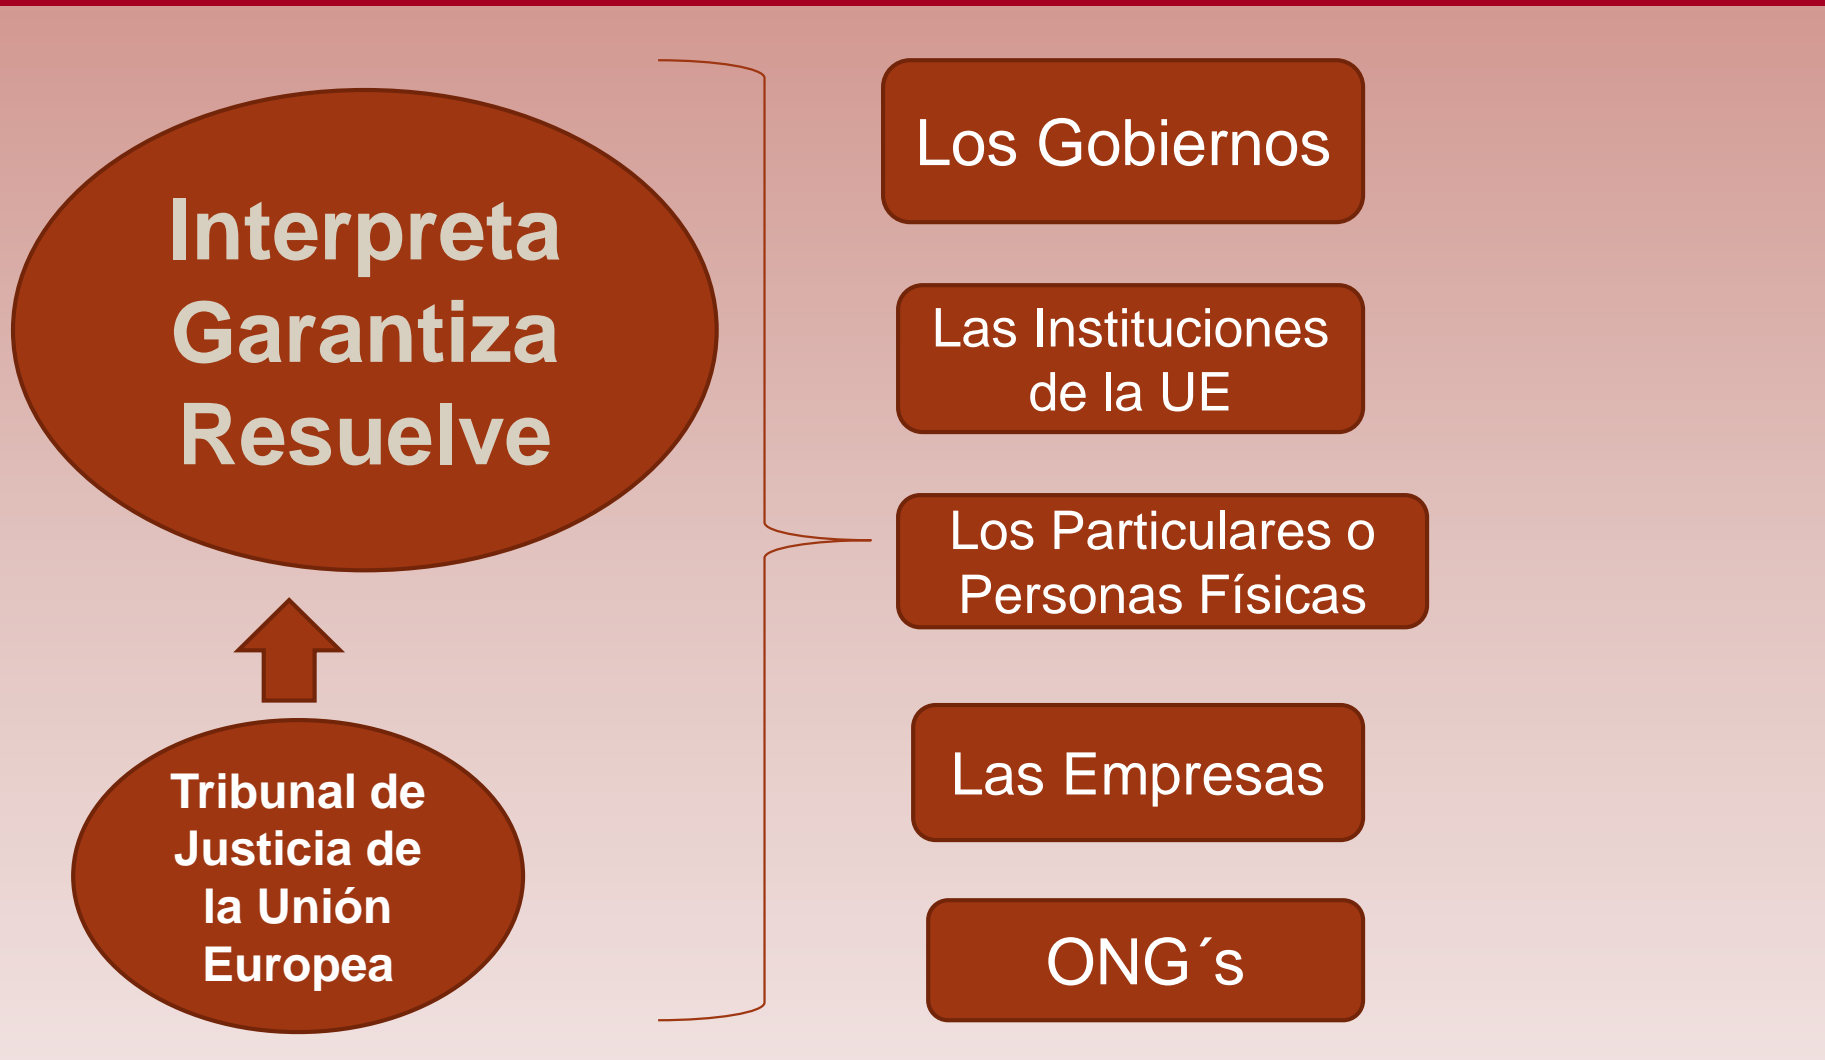 Interpreta
Garantiza
Resuelve
Tribunal de
Justicia de
la Unión
Europea
Los Gobiernos
Las Instituciones
de la UE
Los Particulares o
Personas Físicas
Las Empresas
ONG´s